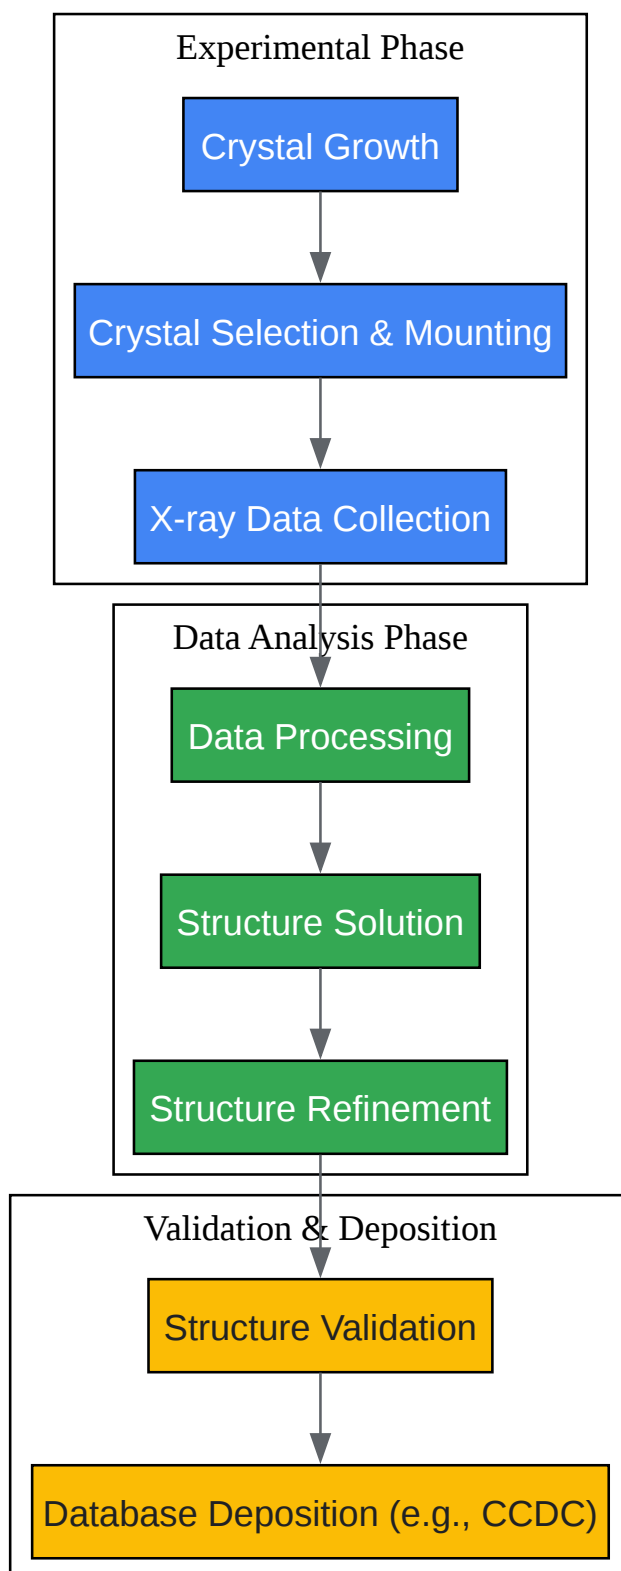 Experimental Phase
Crystal Growth
Crystal Selection & Mounting
X-ray Data Collection
Data Analysis Phase
Data Processing
Structure Solution
Structure Refinement
Validation & Deposition
Structure Validation
Database Deposition (e.g., CCDC)